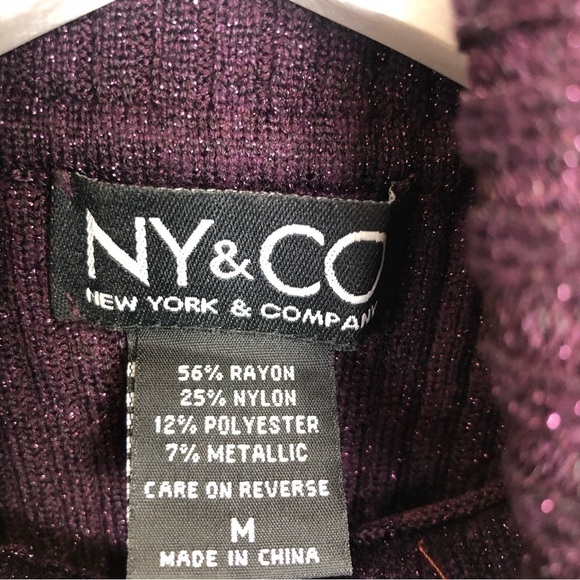 NY&CO
NEW YORK & COMPANY
56% RAYON
25% NYLON
12% POLYESTER
7% METALLIC
CARE ON REVERSE
M
MADE IN CHINA